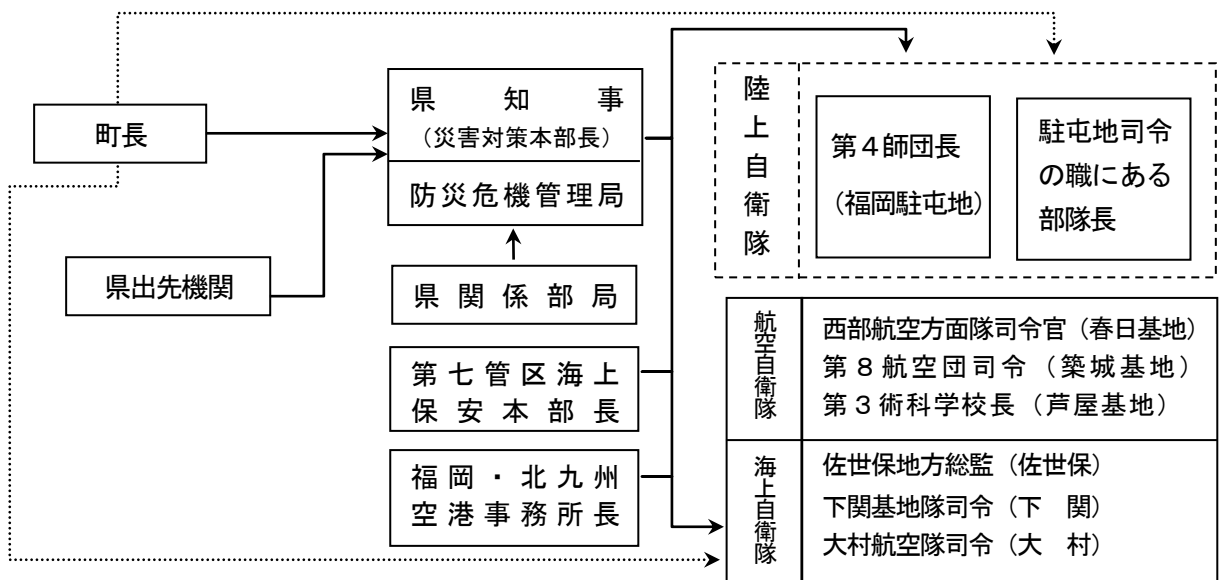 町長
県出先機関
県知事
（災害対策本部長）
防災危機管理局
県関係部局
第七管区海上
保安本部長
福岡・北九州
空港事務所長
陸上自衛隊
第４師団長
（福岡駐屯地）
駐屯地司令
の職にある
部隊長
航空自衛隊
西部航空方面隊司令官（春日基地）
第８航空団司令（築城基地）
第３術科学校長（芦屋基地）
海上自衛隊
佐世保地方総監（佐世保）
下関基地隊司令（下　関）
大村航空隊司令（大　村）